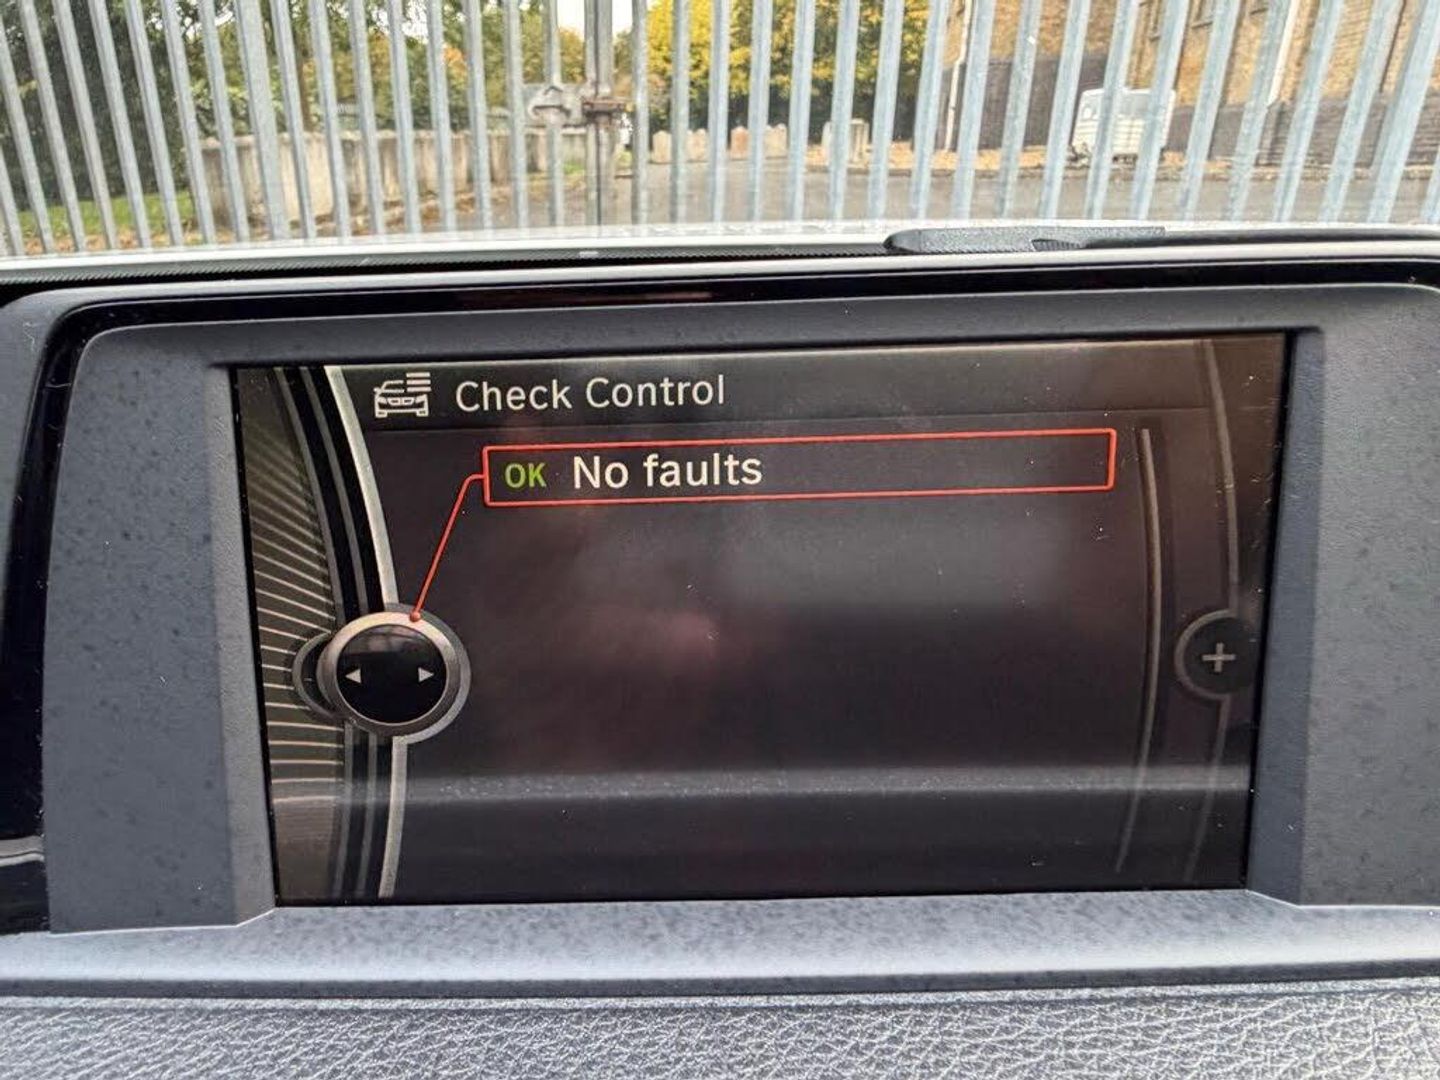 Check Control
OK No faults
+